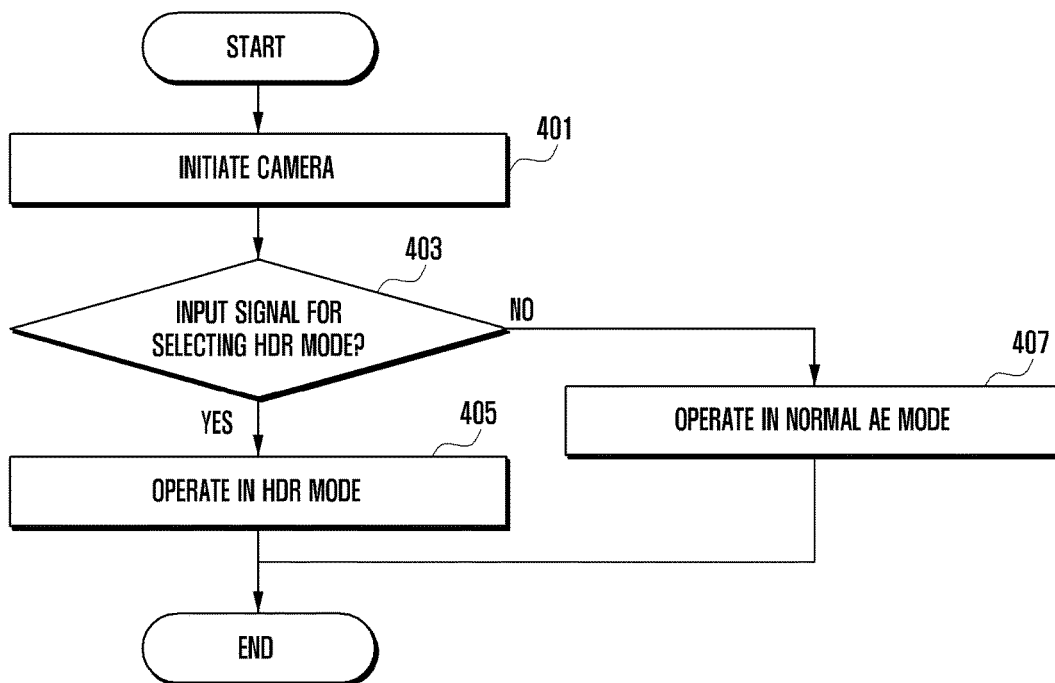 START
401
INITIATE CAMERA
403
INPUT SIGNAL FOR
SELECTING HDR MODE?
NO
407
OPERATE IN NORMAL AE MODE
YES
405
OPERATE IN HDR MODE
END